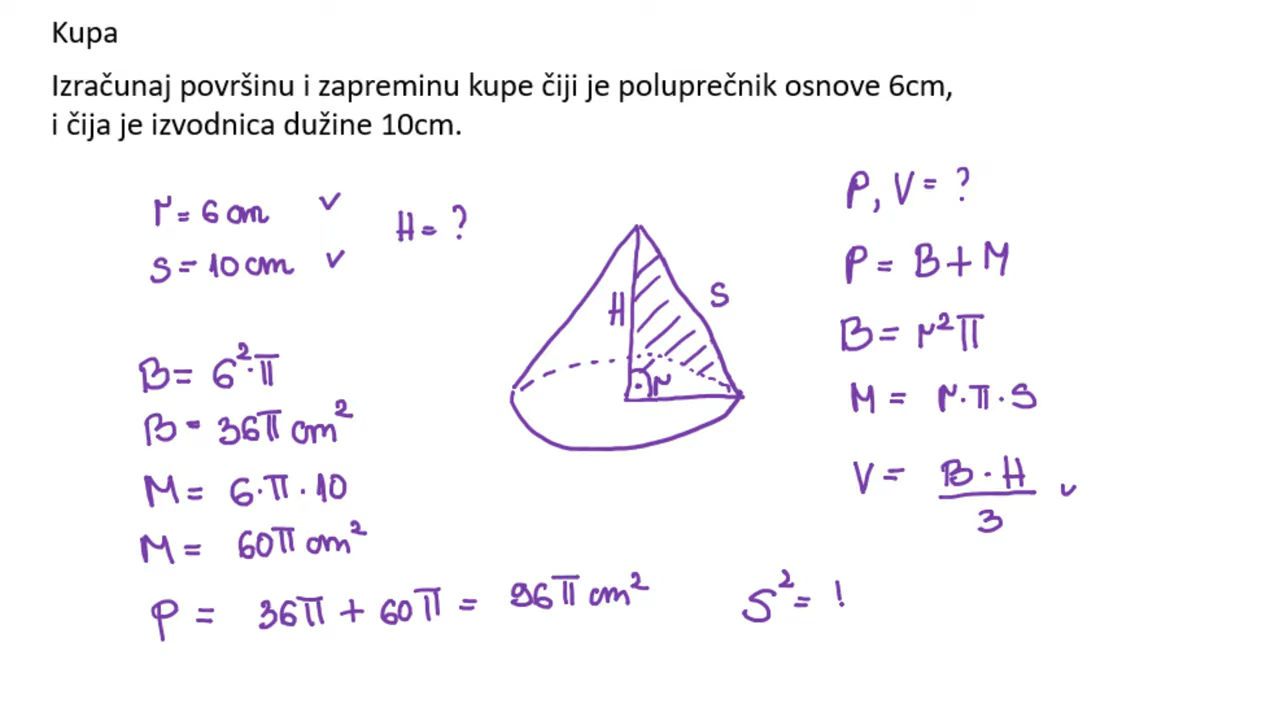 Kupa
Izračunaj površinu i zapreminu kupe čiji je poluprečnik osnove 6cm,
i čija je izvodnica dužine 10cm.
r = 6 cm ✓
s = 10 cm ✓
H = ?
B = 6²·π
B = 36π cm²
M = 6·π·10
M = 60π cm²
P = 36π + 60π = 96π cm²
H
s
r
P, V = ?
P = B + M
B = r²π
M = r·π·s
V = B·H / 3 ✓
s² = !